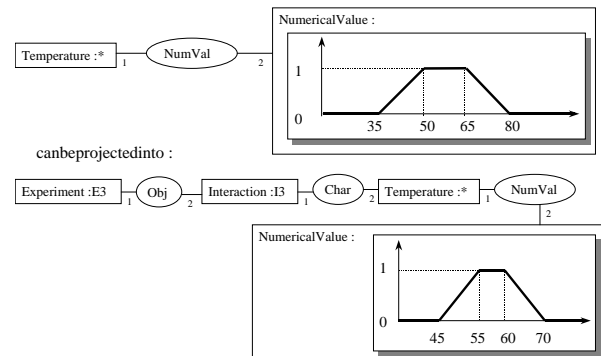 NumericalValue :
Temperature :* 1 NumVal 2
1
0
35 50 65 80
canbeprojectedinto :
Experiment :E3 1 Obj 2 Interaction :I3 1 Char 2 Temperature :* 1 NumVal
2
NumericalValue :
1
0
45 55 60 70